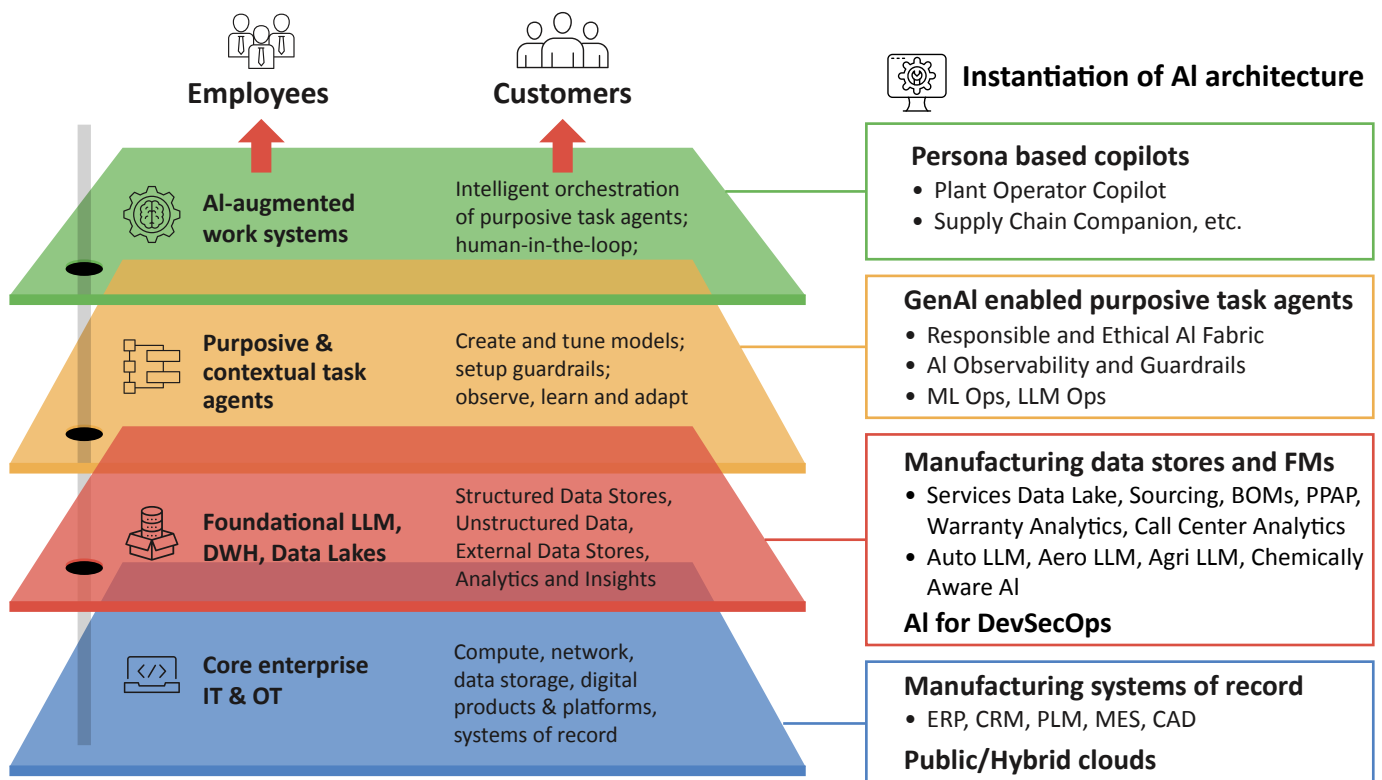 Employees
Customers
Instantiation of AI architecture
AI-augmented
work systems
Intelligent orchestration
of purposive task agents;
human-in-the-loop;
Persona based copilots
• Plant Operator Copilot
• Supply Chain Companion, etc.
Purposive &
contextual task
agents
Create and tune models;
setup guardrails;
observe, learn and adapt
GenAI enabled purposive task agents
• Responsible and Ethical AI Fabric
• AI Observability and Guardrails
• ML Ops, LLM Ops
Foundational LLM,
DWH, Data Lakes
Structured Data Stores,
Unstructured Data,
External Data Stores,
Analytics and Insights
Manufacturing data stores and FMs
• Services Data Lake, Sourcing, BOMs, PPAP,
Warranty Analytics, Call Center Analytics
• Auto LLM, Aero LLM, Agri LLM, Chemically
Aware AI
AI for DevSecOps
</> 
Core enterprise
IT & OT
Compute, network,
data storage, digital
products & platforms,
systems of record
Manufacturing systems of record
• ERP, CRM, PLM, MES, CAD
Public/Hybrid clouds